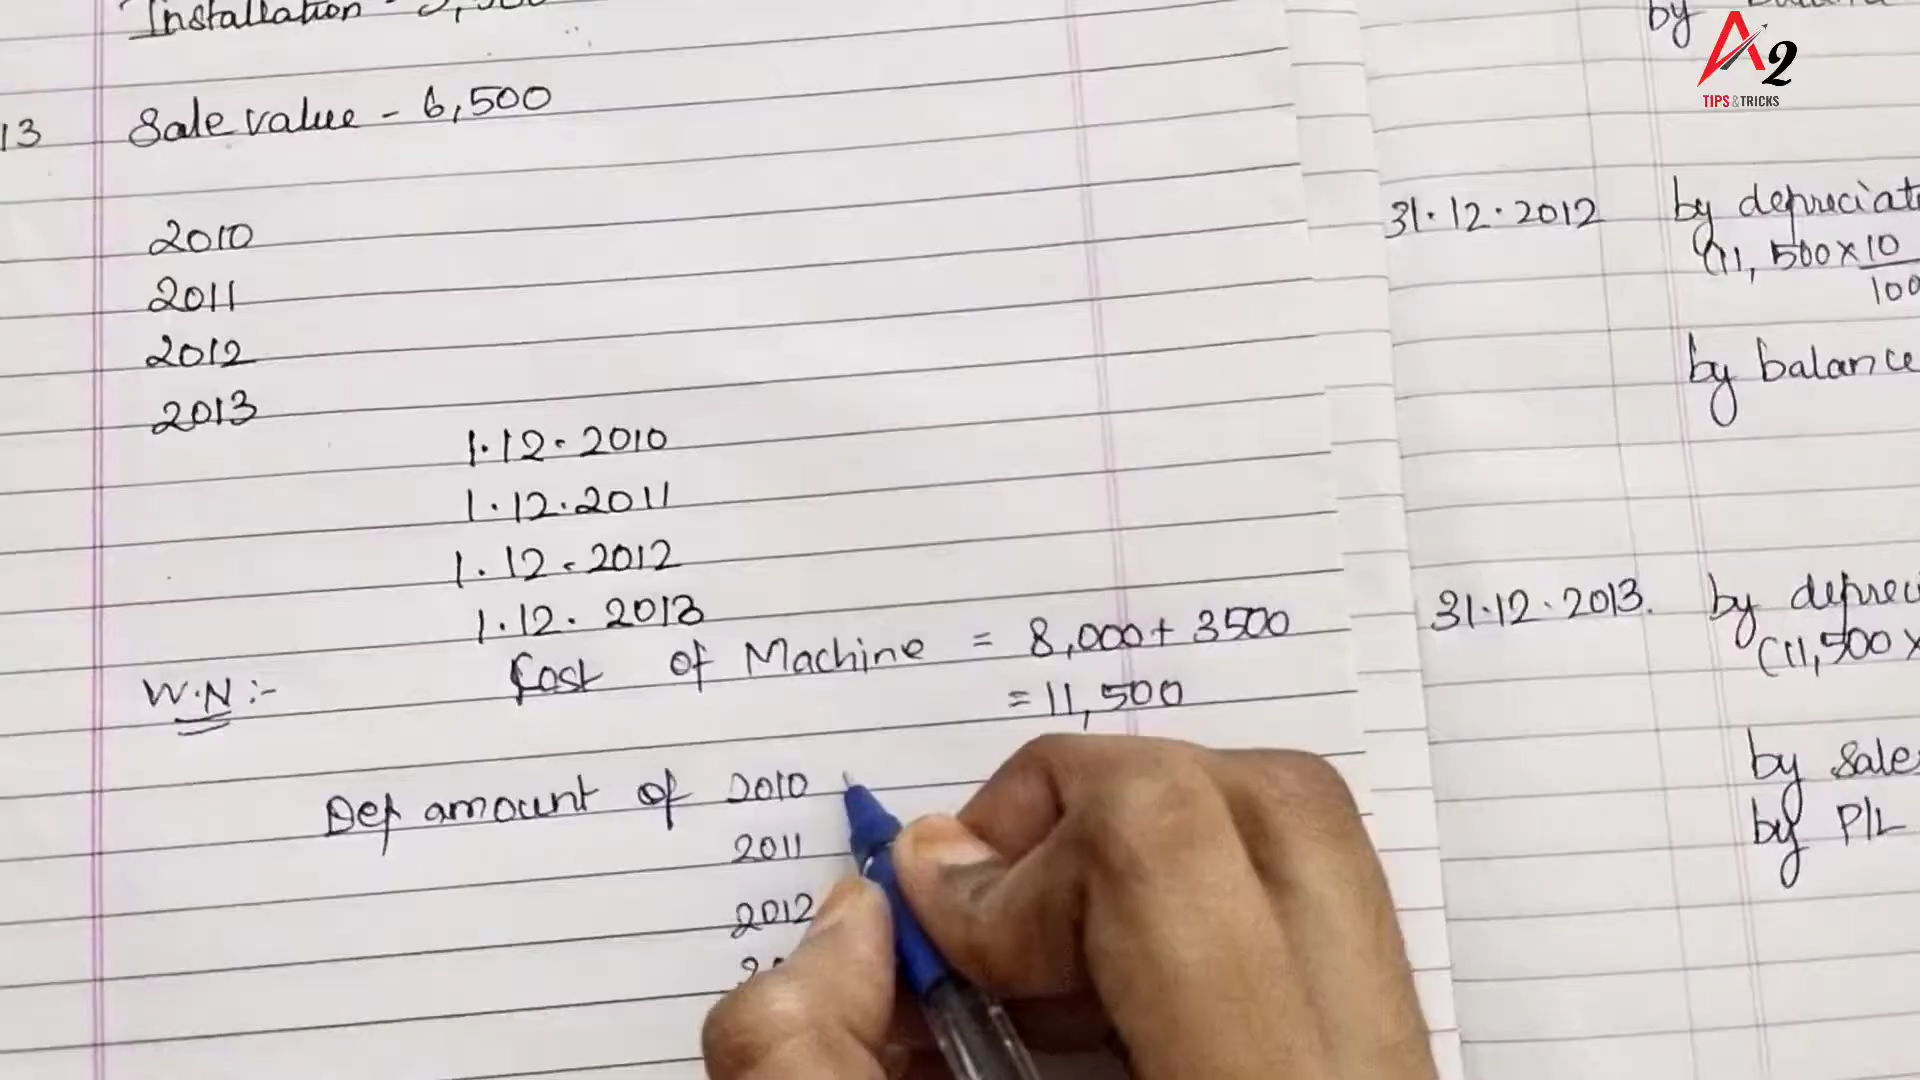 Installation -
13 Sale value - 6,500
2010
2011
2012
2013
1.12.2010
1.12.2011
1.12.2012
1.12.2013
W.N :- Cost of Machine = 8,000 + 3500
= 11,500
Dep amount of 2010
2011
2012
by
A2
TIPS & TRICKS
31.12.2012 by depreciat
(11,500 × 10
100
by balance
31.12.2013. by depreci
(11,500 ×
by Sale
by P/L